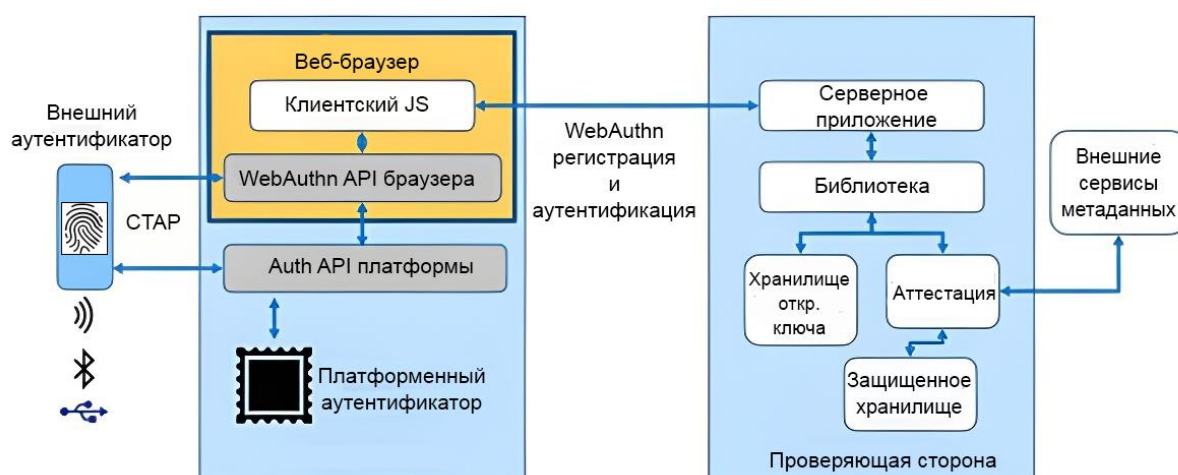 Внешний
аутентификатор
CTAP
Веб-браузер
Клиентский JS
WebAuthn API браузера
Auth API платформы
Платформенный
аутентификатор
WebAuthn
регистрация
и
аутентификация
Серверное
приложение
Библиотека
Хранилище
откр.
ключа
Аттестация
Защищенное
хранилище
Проверяющая сторона
Внешние
сервисы
метаданных